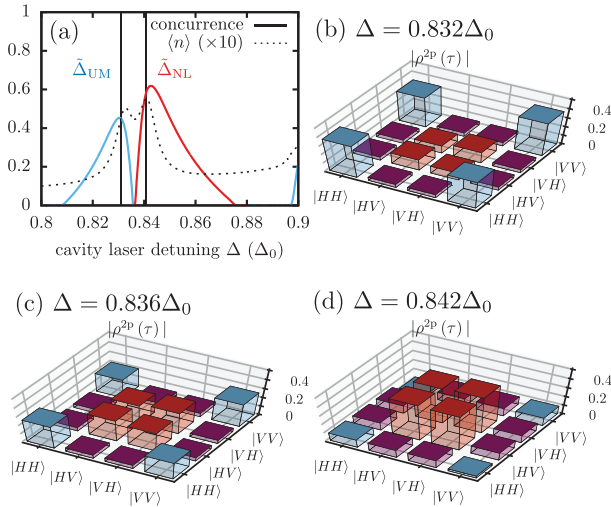 (a)
concurrence
⟨n⟩ (×10)
Δ̃UM
Δ̃NL
1
0.8
0.6
0.4
0.2
0
0.8 0.82 0.84 0.86 0.88 0.9
cavity laser detuning Δ (Δ0)
(b) Δ = 0.832Δ0
|ρ²ᵖ(τ)|
0.4
0.2
0
|HH⟩ |HV⟩ |VH⟩ |VV⟩
|HH⟩ |HV⟩ |VH⟩ |VV⟩
(c) Δ = 0.836Δ0
|ρ²ᵖ(τ)|
0.4
0.2
0
|HH⟩ |HV⟩ |VH⟩ |VV⟩
|HH⟩ |HV⟩ |VH⟩ |VV⟩
(d) Δ = 0.842Δ0
|ρ²ᵖ(τ)|
0.4
0.2
0
|HH⟩ |HV⟩ |VH⟩ |VV⟩
|HH⟩ |HV⟩ |VH⟩ |VV⟩